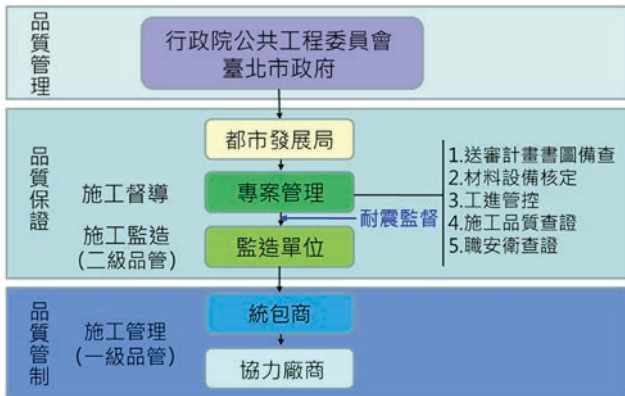 品質管理
行政院公共工程委員會
臺北市政府
品質保證
都市發展局
施工督導
專案管理
耐震監督
施工監造
(二級品管)
監造單位
1.送審計畫書圖備查
2.材料設備核定
3.工進管控
4.施工品質查證
5.職安衛查證
品質管制
施工管理
(一級品管)
統包商
協力廠商